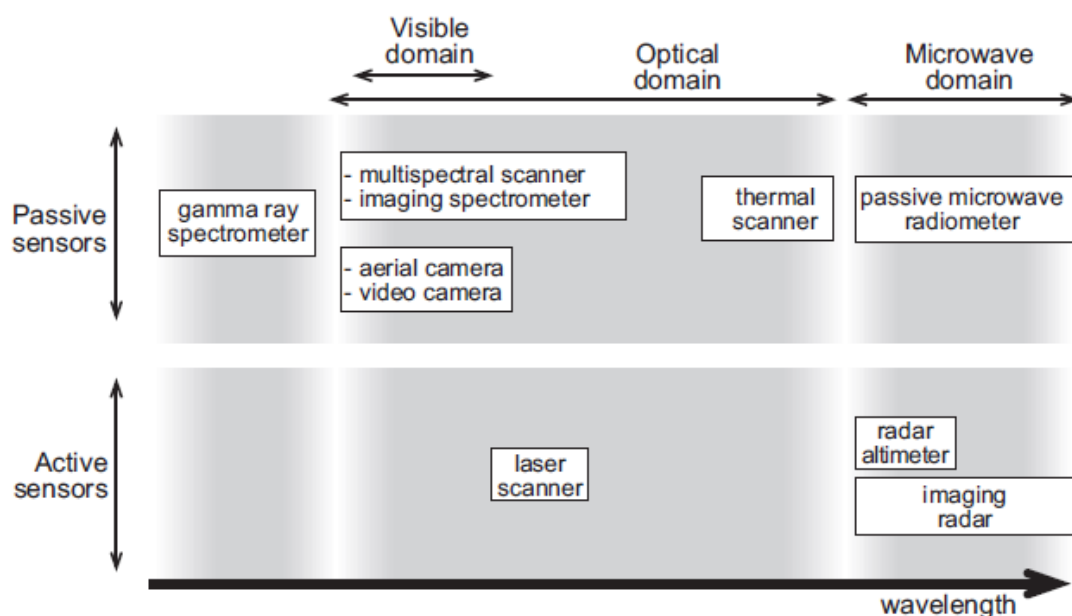 Visible
domain
Optical
domain
Microwave
domain
Passive
sensors
gamma ray
spectrometer
- multispectral scanner
- imaging spectrometer
- aerial camera
- video camera
thermal
scanner
passive microwave
radiometer
Active
sensors
laser
scanner
radar
altimeter
imaging
radar
wavelength